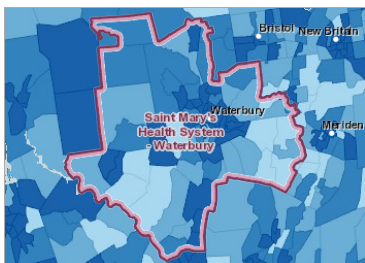 Bristol
New Britain
Saint Mary's
Health System
- Waterbury
Waterbury
Meriden